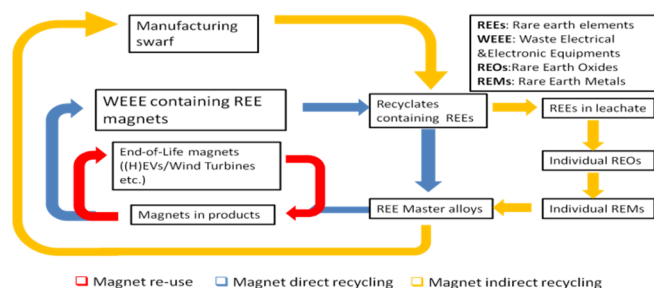 Manufacturing
swarf
REEs: Rare earth elements
WEEE: Waste Electrical
&Electronic Equipments
REOs:Rare Earth Oxides
REMs: Rare Earth Metals
WEEE containing REE
magnets
Recyclates
containing REEs
REEs in leachate
End-of-Life magnets
((H)EVs/Wind Turbines
etc.)
Individual REOs
Magnets in products
REE Master alloys
Individual REMs
Magnet re-use
Magnet direct recycling
Magnet indirect recycling